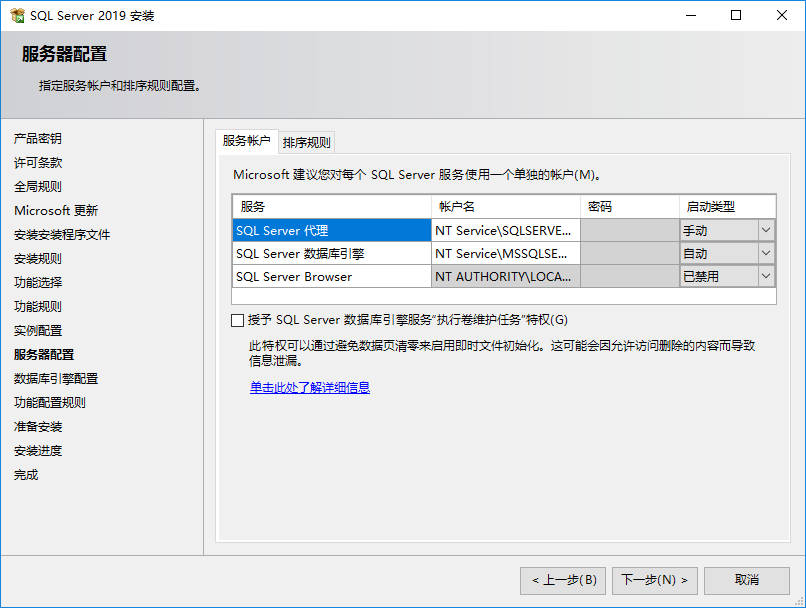 SQL Server 2019 安装
服务器配置
指定服务帐户和排序规则配置。
产品密钥
许可条款
全局规则
Microsoft 更新
安装安装程序文件
安装规则
功能选择
功能规则
实例配置
服务器配置
数据库引擎配置
功能配置规则
准备安装
安装进度
完成
服务帐户 排序规则
Microsoft 建议您对每个 SQL Server 服务使用一个单独的帐户(M)。
服务 帐户名 密码 启动类型
SQL Server 代理 NT Service\SQLSERVE... 手动
SQL Server 数据库引擎 NT Service\MSSQLSE... 自动
SQL Server Browser NT AUTHORITY\LOCA... 已禁用
授予 SQL Server 数据库引擎服务“执行卷维护任务”特权(G)
此特权可以通过避免数据页清零来启用即时文件初始化。这可能会因允许访问删除的内容而导致
信息泄漏。
单击此处了解详细信息
< 上一步(B) 下一步(N) > 取消